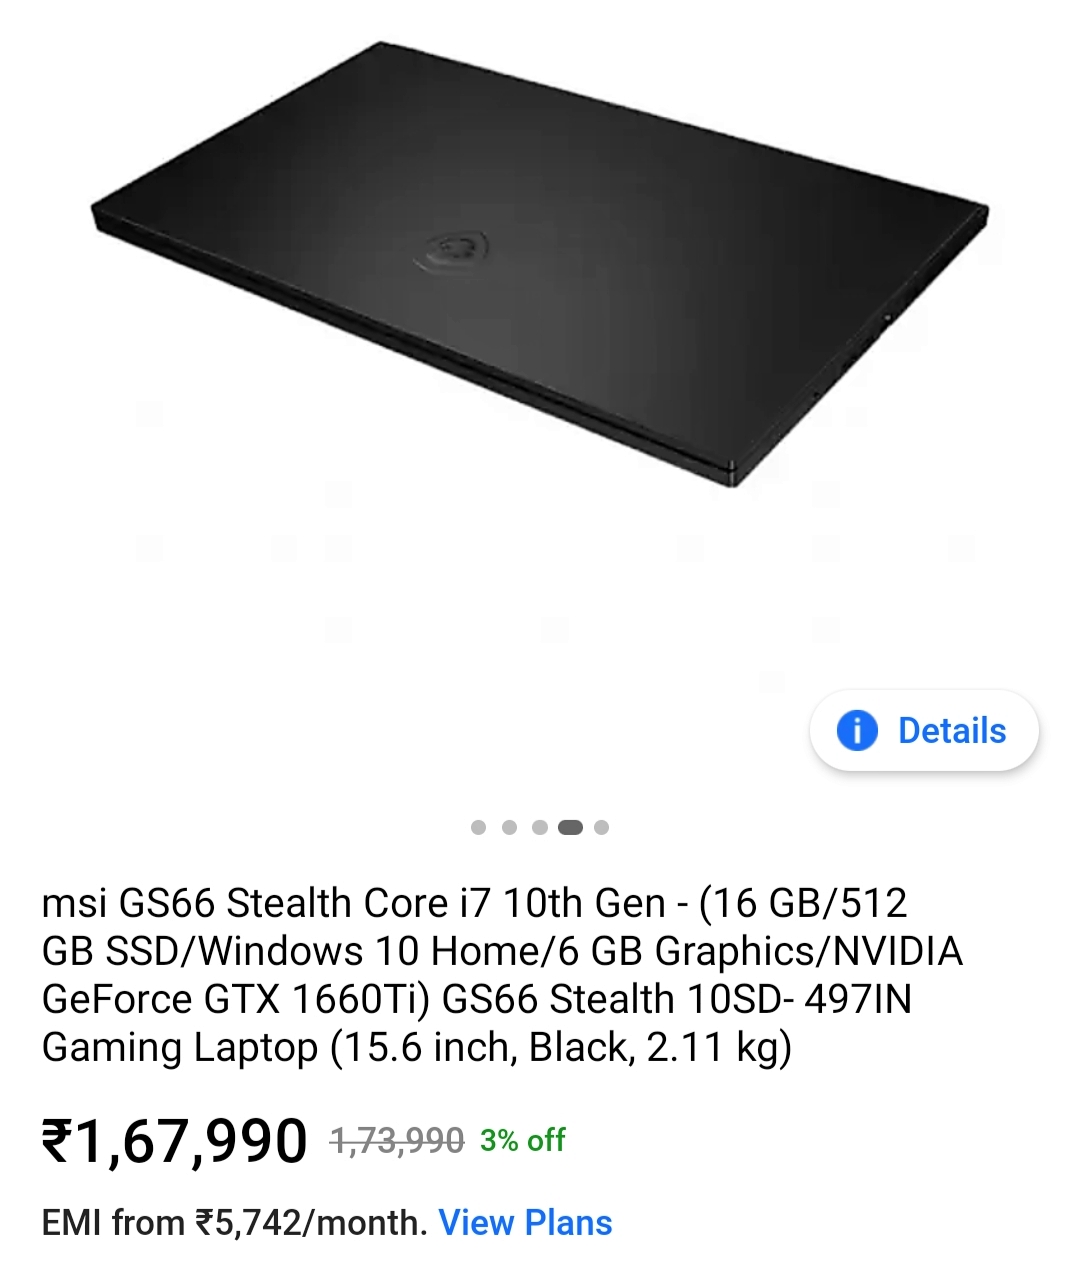 Details
msi GS66 Stealth Core i7 10th Gen - (16 GB/512
GB SSD/Windows 10 Home/6 GB Graphics/NVIDIA
GeForce GTX 1660Ti) GS66 Stealth 10SD- 497IN
Gaming Laptop (15.6 inch, Black, 2.11 kg)
₹1,67,990 1,73,990 3% off
EMI from ₹5,742/month. View Plans